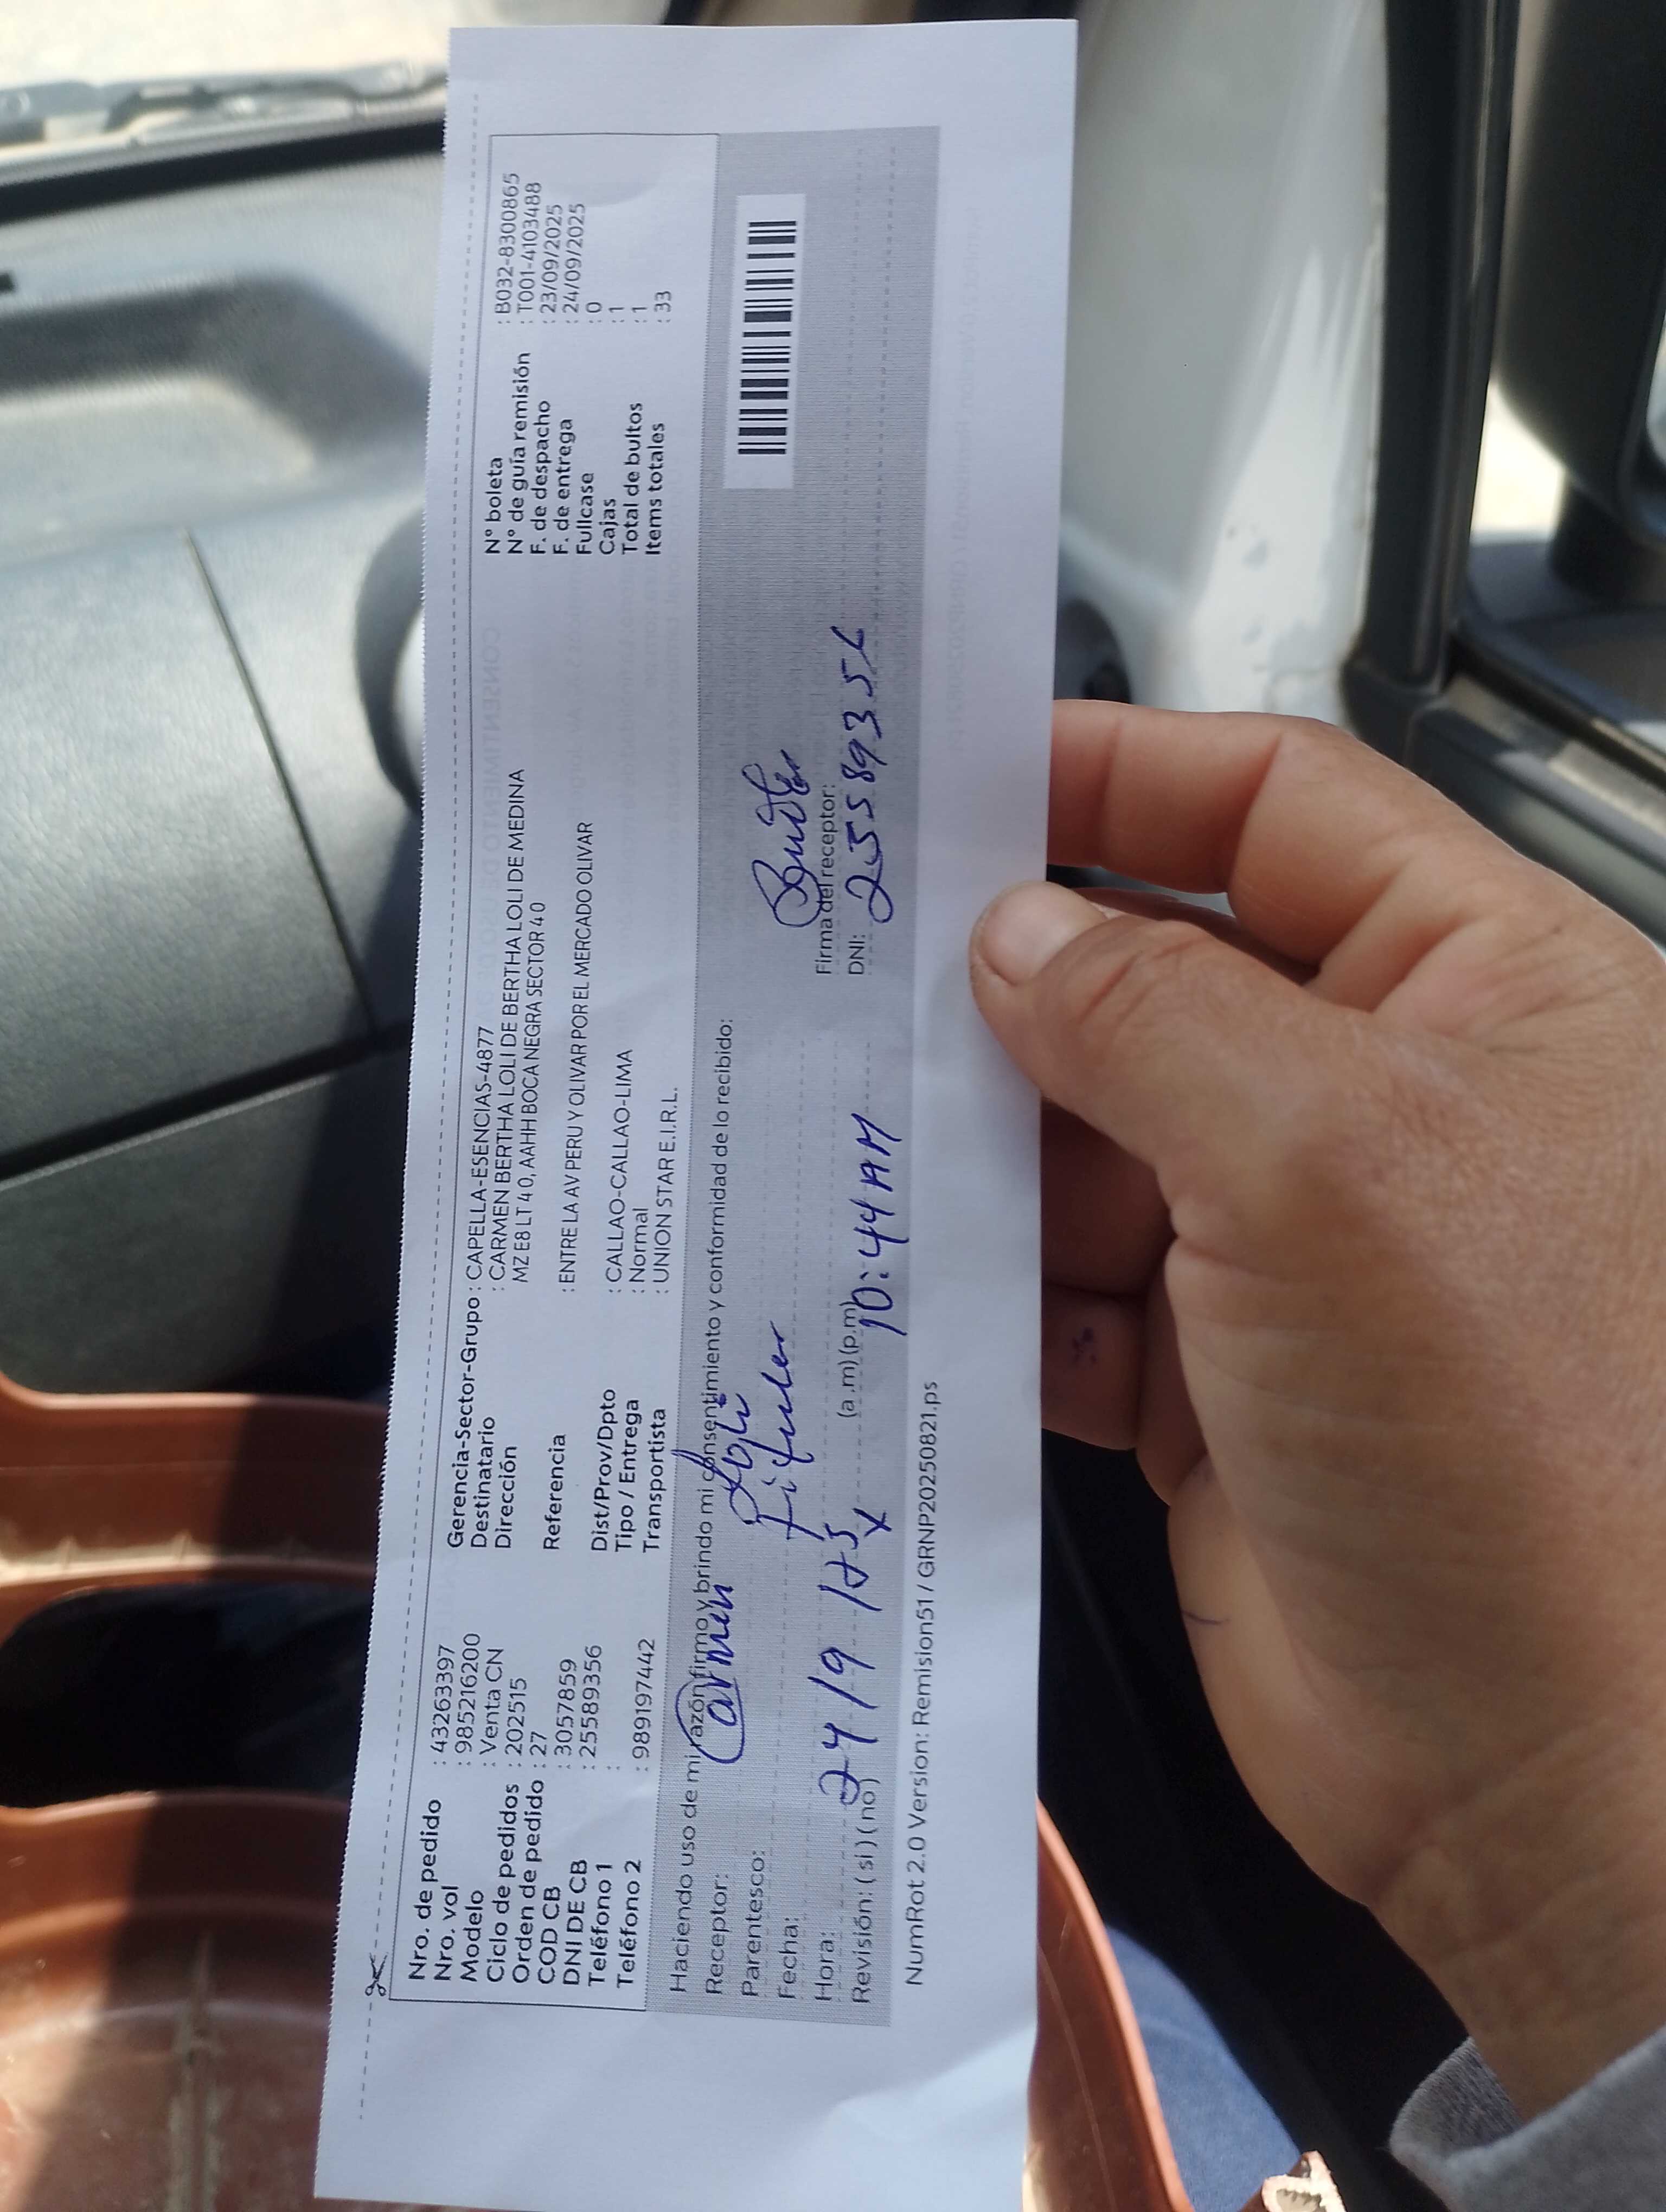 Nro. de pedido : 43263397
Nro. vol : 985216200
Modelo : Venta CN
Ciclo de pedidos : 202515
Orden de pedido : 27
COD CB : 3057859
DNI DE CB : 25589356
Teléfono 1 :
Teléfono 2 : 989197442
Gerencia-Sector-Grupo : CAPELLA-ESENCIAS-4877
Destinatario : CARMEN BERTHA LOLI DE BERTHA LOLI DE MEDINA
Dirección MZ E8 LT 40, AAHH BOCA NEGRA SECTOR 40
Referencia : ENTRE LA AV PERU Y OLIVAR POR EL MERCADO OLIVAR
Dist/Prov/Dpto : CALLAO-CALLAO-LIMA
Tipo / Entrega : Normal
Transportista : UNION STAR E.I.R.L.
N° boleta : B032-8300865
N° de guía remisión : T001-4103488
F. de despacho : 23/09/2025
F. de entrega : 24/09/2025
Fullcase : 0
Cajas : 1
Total de bultos : 1
Items totales : 33
Haciendo uso de mi razón firmo y brindo mi consentimiento y conformidad de lo recibido:
Receptor: Carmen Loli
Parentesco:
Fecha: 24/9/25
Hora: (a.m) (p.m) 10:44 AM
Revisión: ( si ) ( no ) X
Firma del receptor:
DNI: 25589356
NumRot 2.0 Version: Remision51 / GRNP20250821.ps